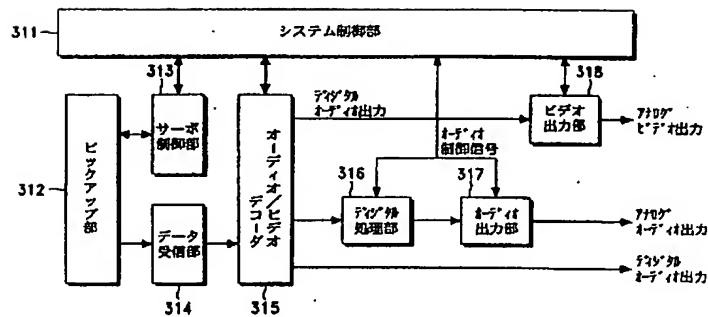 311
システム制御部
313
318
ディジタル
オーディオ出力
ビデオ
出力部
アナログ
ビデオ出力
サーボ
制御部
312
ピックアップ部
オーディオ/ビデオ
デコーダ
オーディオ
制御信号
316
317
ディジタル
処理部
オーディオ
出力部
アナログ
オーディオ出力
データ
受信部
ディジタル
オーディオ出力
314
315